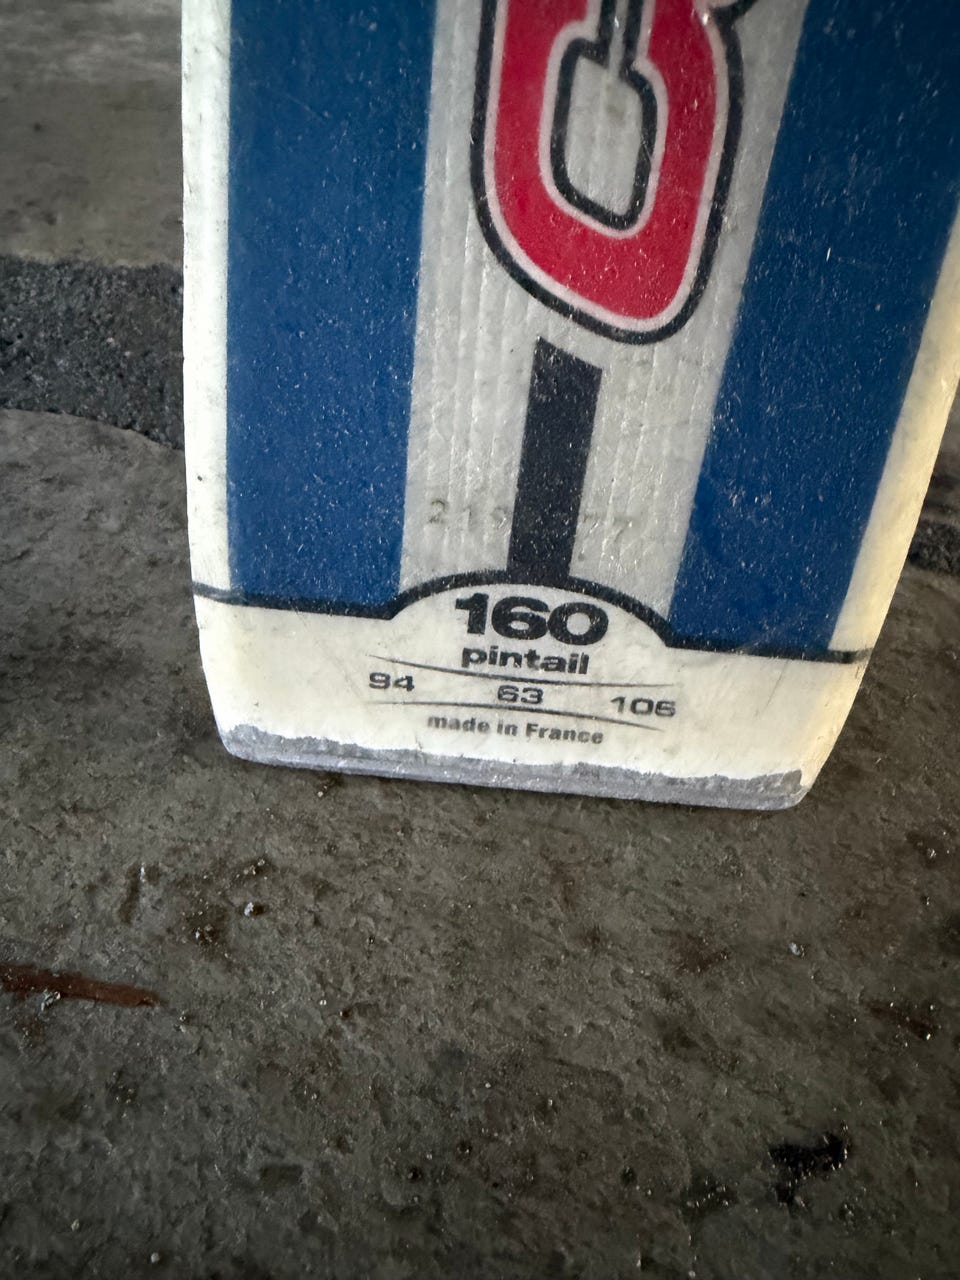 160
pintail
94 63 106
made in France